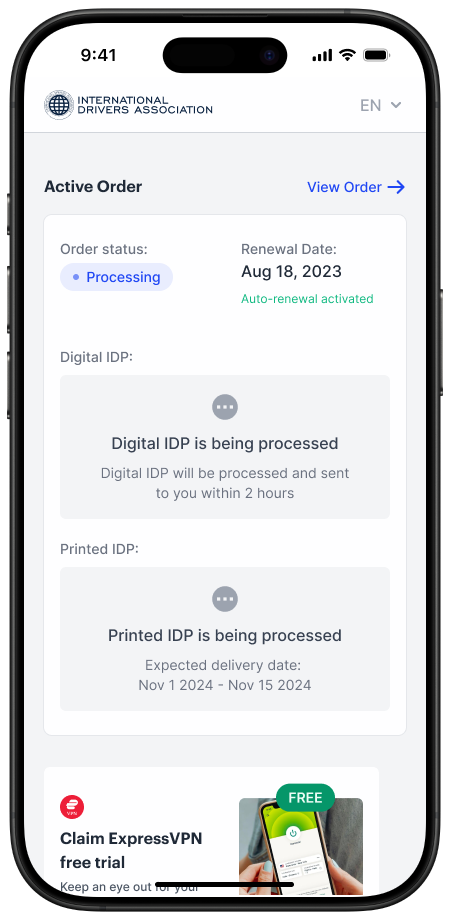 9:41
INTERNATIONAL
DRIVERS ASSOCIATION
EN
Active Order
View Order
Order status:
Processing
Renewal Date:
Aug 18, 2023
Auto-renewal activated
Digital IDP:
Digital IDP is being processed
Digital IDP will be processed and sent
to you within 2 hours
Printed IDP:
Printed IDP is being processed
Expected delivery date:
Nov 1 2024 - Nov 15 2024
VPN
FREE
Claim ExpressVPN
free trial
Keep an eye out for your